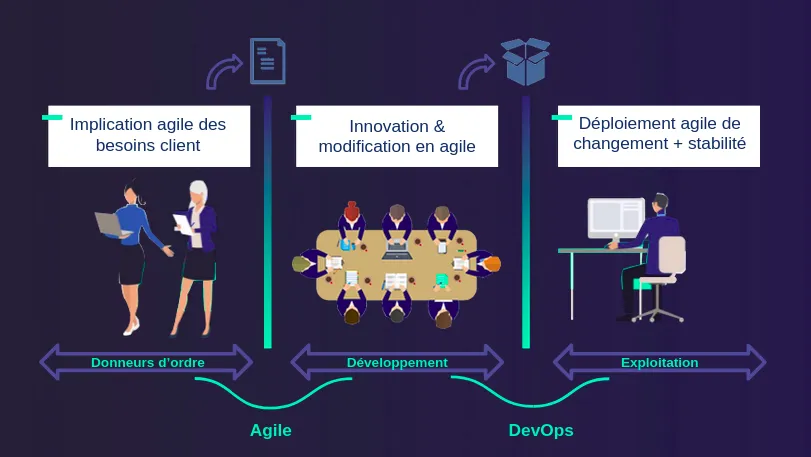 Implication agile des
besoins client
Innovation &
modification en agile
Déploiement agile de
changement + stabilité
Donneurs d’ordre
Développement
Exploitation
Agile
DevOps